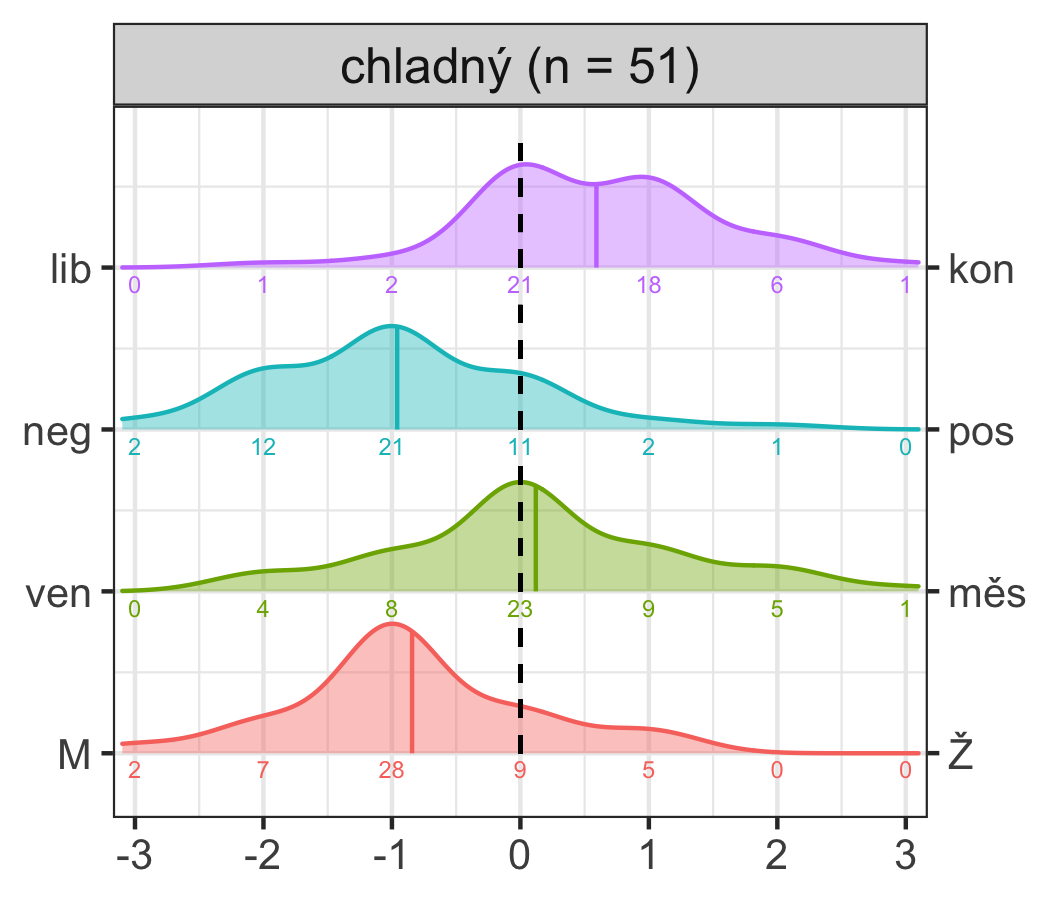 chladný (n = 51)
lib kon
0 1 2 21 18 6 1
neg pos
2 12 21 11 2 1 0
ven měs
0 4 8 23 9 5 1
M Ž
2 7 28 9 5 0 0
-3 -2 -1 0 1 2 3